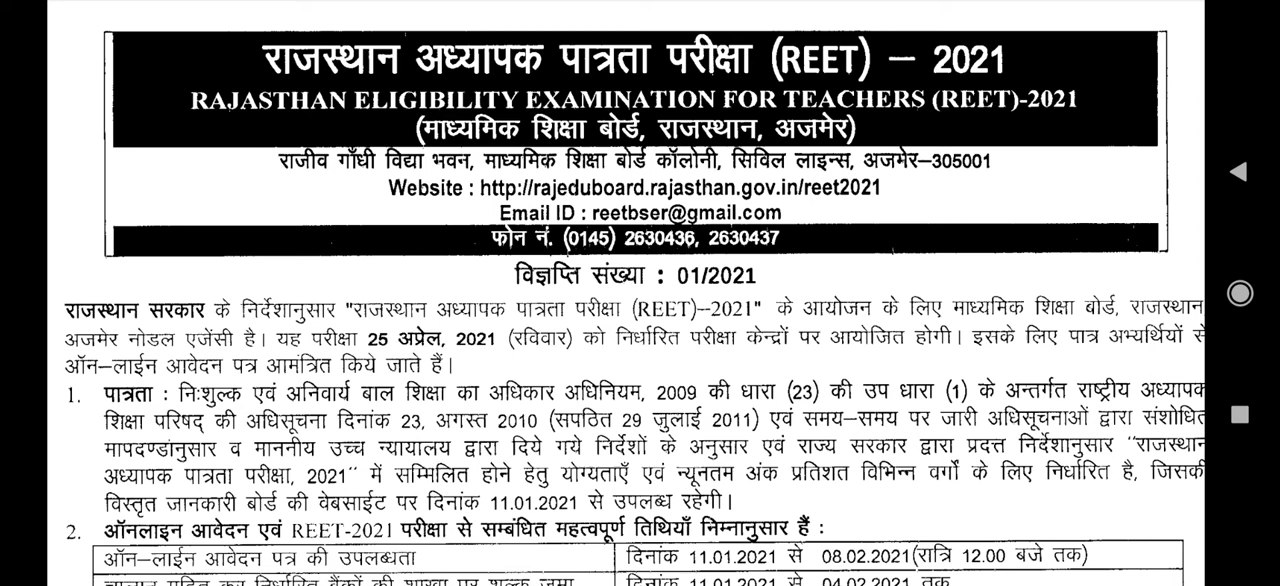 राजस्थान अध्यापक पात्रता परीक्षा (REET) – 2021
RAJASTHAN ELIGIBILITY EXAMINATION FOR TEACHERS (REET)-2021
(माध्यमिक शिक्षा बोर्ड, राजस्थान, अजमेर)
राजीव गाँधी विद्या भवन, माध्यमिक शिक्षा बोर्ड कॉलोनी, सिविल लाइन्स, अजमेर–305001
Website : http://rajeduboard.rajasthan.gov.in/reet2021
Email ID : reetbser@gmail.com
फोन नं. (0145) 2630436, 2630437
विज्ञप्ति संख्या : 01/2021
राजस्थान सरकार के निर्देशानुसार "राजस्थान अध्यापक पात्रता परीक्षा (REET)–2021" के आयोजन के लिए माध्यमिक शिक्षा बोर्ड, राजस्थान,
अजमेर नोडल एजेंसी है। यह परीक्षा 25 अप्रेल, 2021 (रविवार) को निर्धारित परीक्षा केन्द्रों पर आयोजित होगी। इसके लिए पात्र अभ्यर्थियों से
ऑन–लाईन आवेदन पत्र आमंत्रित किये जाते हैं।
1. पात्रता : निःशुल्क एवं अनिवार्य बाल शिक्षा का अधिकार अधिनियम, 2009 की धारा (23) की उप धारा (1) के अन्तर्गत राष्ट्रीय अध्यापक
शिक्षा परिषद् की अधिसूचना दिनांक 23, अगस्त 2010 (सपठित 29 जुलाई 2011) एवं समय–समय पर जारी अधिसूचनाओं द्वारा संशोधित
मापदण्डांनुसार व माननीय उच्च न्यायालय द्वारा दिये गये निर्देशों के अनुसार एवं राज्य सरकार द्वारा प्रदत्त निर्देशानुसार "राजस्थान
अध्यापक पात्रता परीक्षा, 2021" में सम्मिलित होने हेतु योग्यताएँ एवं न्यूनतम अंक प्रतिशत विभिन्न वर्गो के लिए निर्धारित है, जिसकी
विस्तृत जानकारी बोर्ड की वेबसाईट पर दिनांक 11.01.2021 से उपलब्ध रहेगी।
2. ऑनलाइन आवेदन एवं REET-2021 परीक्षा से सम्बंधित महत्वपूर्ण तिथियाँ निम्नानुसार हैं :
ऑन–लाईन आवेदन पत्र की उपलब्धता दिनांक 11.01.2021 से 08.02.2021(रात्रि 12.00 बजे तक)
दिनांक 11.01.2021 से 04.02.2021 तक